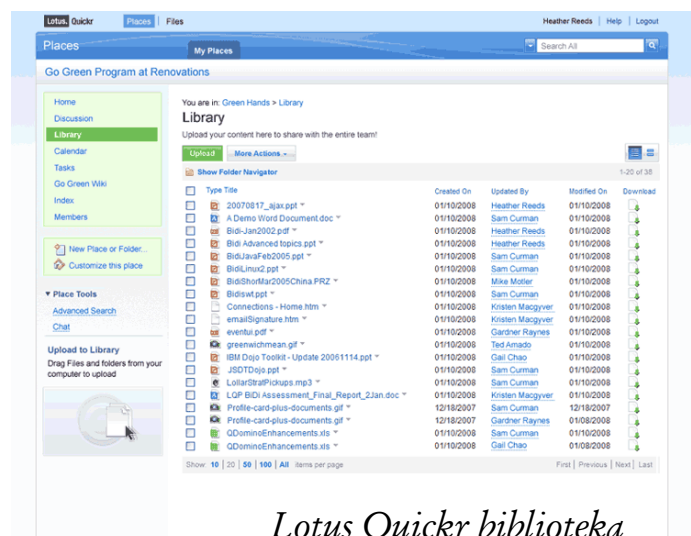 Lotus. Quickr Places Files Heather Reeds Help Logout
Places My Places Search All
Go Green Program at Renovations
Home
Discussion
Library
Calendar
Tasks
Go Green Wiki
Index
Members
New Place or Folder...
Customize this place
Place Tools
Advanced Search
Chat
Upload to Library
Drag Files and folders from your
computer to upload
You are in: Green Hands > Library
Library
Upload your content here to share with the entire team!
Upload More Actions
Show Folder Navigator 1-20 of 38
Type Title Created On Updated By Modified On Download
20070817_ajax.ppt 01/10/2008 Heather Reeds 01/10/2008
A Demo Word Document.doc 01/10/2008 Sam Curman 01/10/2008
Bidi-Jan2002.pdf 01/10/2008 Heather Reeds 01/10/2008
Bidi Advanced topics.ppt 01/10/2008 Heather Reeds 01/10/2008
BidiJavaFeb2005.ppt 01/10/2008 Sam Curman 01/10/2008
BidiLinux2.ppt 01/10/2008 Sam Curman 01/10/2008
BidiShorMar2005China.PRZ 01/10/2008 Mike Motler 01/10/2008
Bidiswt.ppt 01/10/2008 Sam Curman 01/10/2008
Connections - Home.htm 01/10/2008 Kristen Macgyver 01/10/2008
emailSignature.htm 01/10/2008 Kristen Macgyver 01/10/2008
eventui.pdf 01/10/2008 Gardner Raynes 01/10/2008
greenwichmean.gif 01/10/2008 Ted Amado 01/10/2008
IBM Dojo Toolkit - Update 20061114.ppt 01/10/2008 Gail Chao 01/10/2008
JSDTDojo.ppt 01/10/2008 Sam Curman 01/10/2008
LollarStratPickups.mp3 01/10/2008 Sam Curman 01/10/2008
LQP BiDi Assessment_Final_Report_2Jan.doc 01/10/2008 Kristen Macgyver 01/10/2008
Profile-card-plus-documents.gif 12/18/2007 Sam Curman 12/18/2007
Profile-card-plus-documents.gif 12/18/2007 Gardner Raynes 01/08/2008
QDominoEnhancements.xls 01/10/2008 Sam Curman 01/10/2008
QDominoEnhancements.xls 01/10/2008 Gail Chao 01/08/2008
Show: 10 | 20 | 50 | 100 | All items per page First | Previous | Next | Last
Lotus Quickr biblioteka